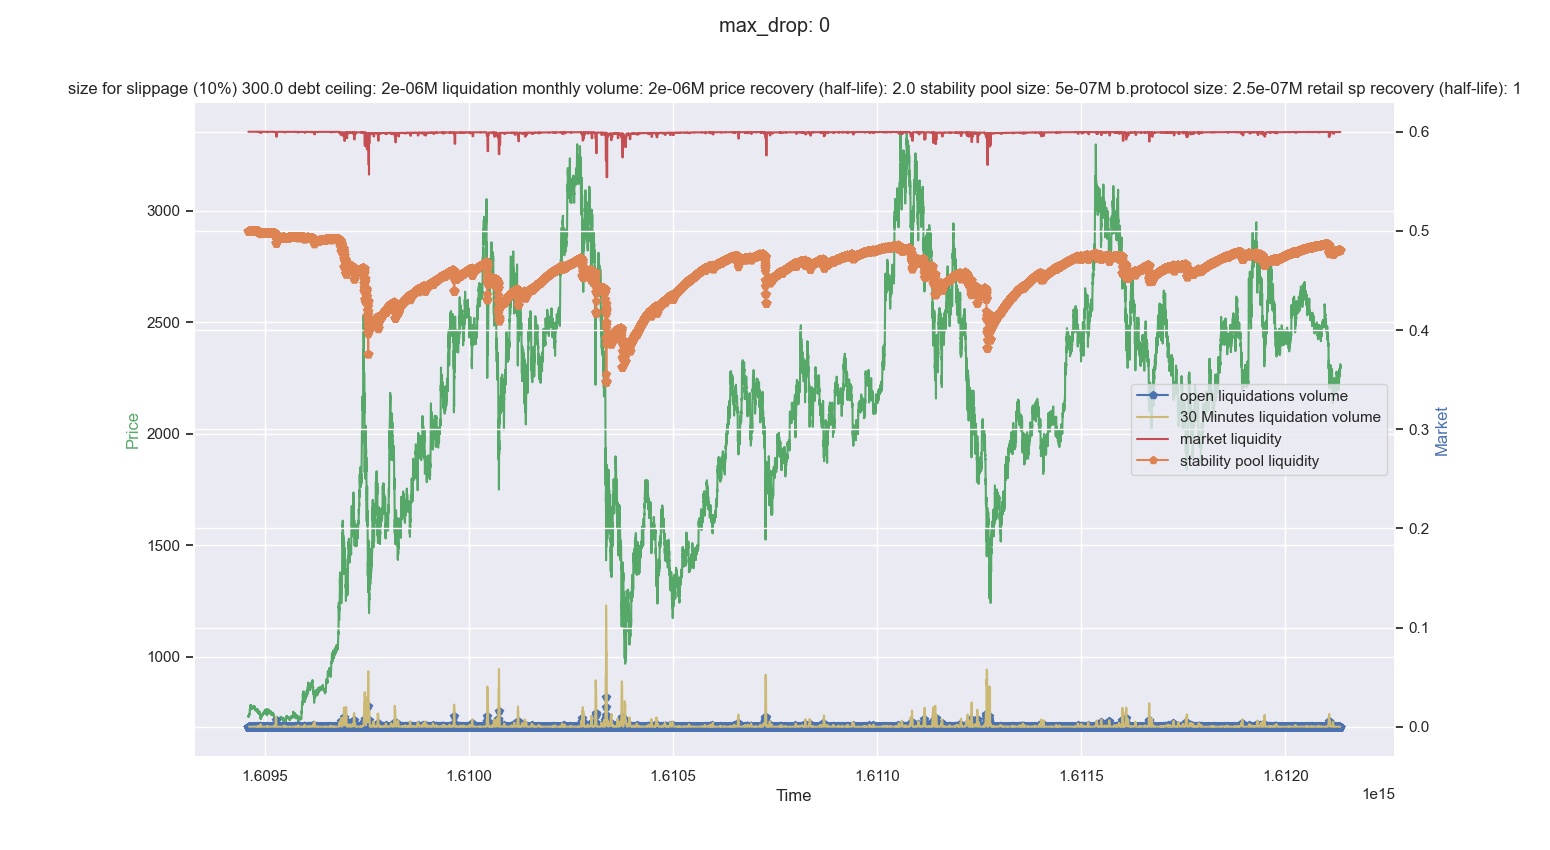 max_drop: 0
size for slippage (10%) 300.0 debt ceiling: 2e-06M liquidation monthly volume: 2e-06M price recovery (half-life): 2.0 stability pool size: 5e-07M b.protocol size: 2.5e-07M retail sp recovery (half-life): 1
3000
2500
2000
1500
1000
Price
0.6
0.5
0.4
0.3
0.2
0.1
0.0
Market
open liquidations volume
30 Minutes liquidation volume
market liquidity
stability pool liquidity
1.6095 1.6100 1.6105 1.6110 1.6115 1.6120
Time
1e15